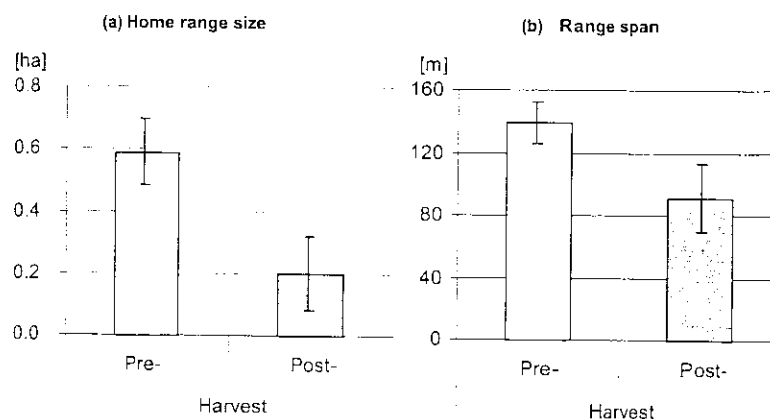 (a) Home range size
[ha]
0.8
0.6
0.4
0.2
0.0
Pre-
Post-
Harvest
(b) Range span
[m]
160
120
80
40
0
Pre-
Post-
Harvest